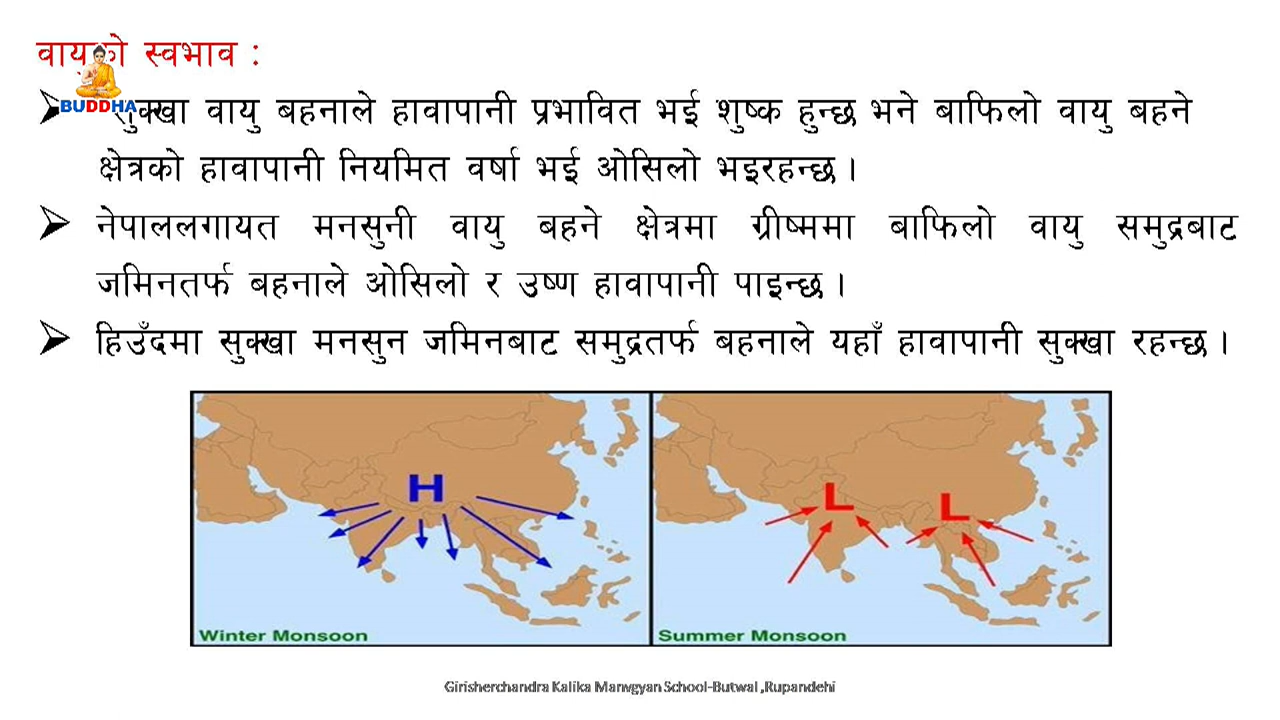 वायुको स्वभाव :
BUDDHA
➢ सुक्खा वायु बहनाले हावापानी प्रभावित भई शुष्क हुन्छ भने बाफिलो वायु बहने
क्षेत्रको हावापानी नियमित वर्षा भई ओसिलो भइरहन्छ ।
➢ नेपाललगायत मनसुनी वायु बहने क्षेत्रमा ग्रीष्ममा बाफिलो वायु समुद्रबाट
जमिनतर्फ बहनाले ओसिलो र उष्ण हावापानी पाइन्छ ।
➢ हिउँदमा सुक्खा मनसुन जमिनबाट समुद्रतर्फ बहनाले यहाँ हावापानी सुक्खा रहन्छ ।
H
L
L
Winter Monsoon
Summer Monsoon
Girisherchandra Kalika Manwgyan School-Butwal ,Rupandehi